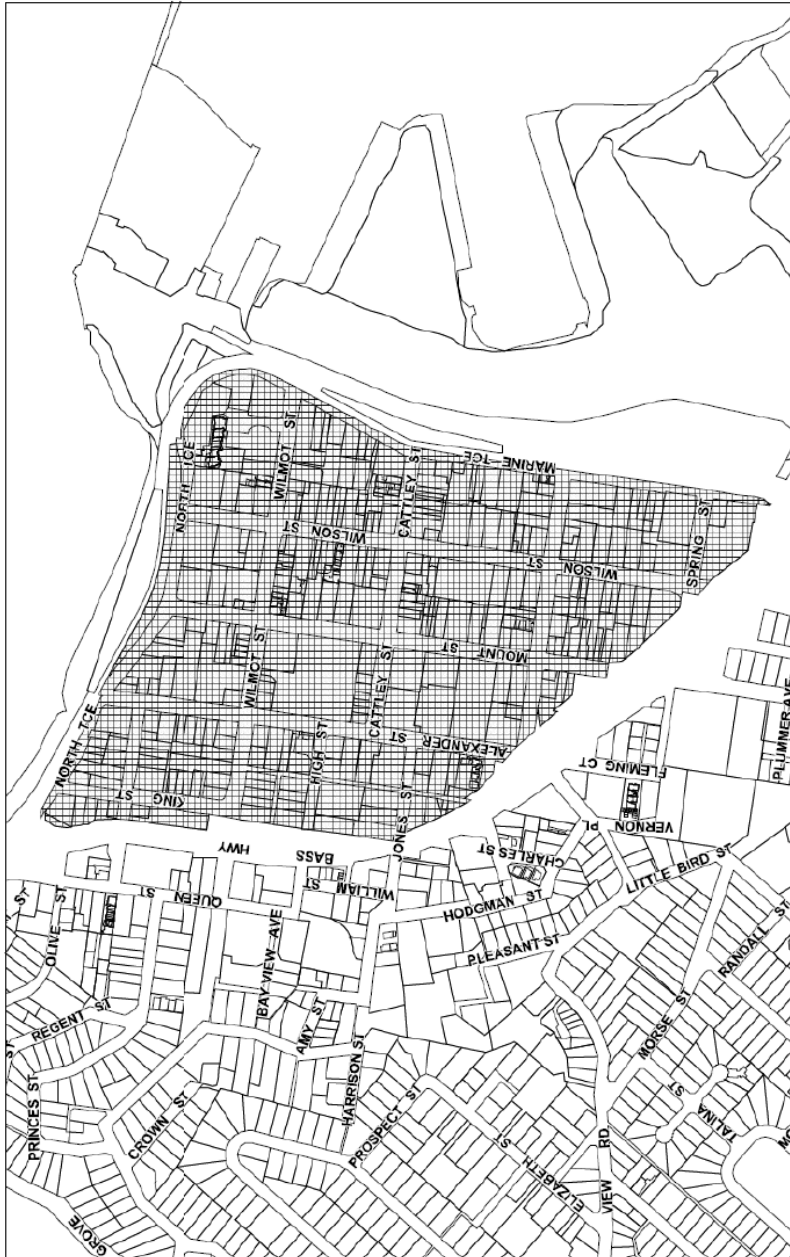 WILMOT ST
NORTH TCE
CATTLEY ST
MARINE TCE
WILSON ST
WILSON ST
SPRING ST
WILMOT ST
MOUNT ST
CATTLEY ST
NORTH TCE
HIGH ST
ALEXANDER ST
KING ST
JONES ST
FLEMING CT
PLUMMER AVE
VERNON PL
BASS HWY
CHARLES ST
WILLIAM ST
QUEEN ST
LITTLE BIRD ST
HODGMAN ST
OLIVE ST
ST
PLEASANT ST
BAY VIEW AVE
RANDALL ST
REGENT ST
AMY ST
MORSE ST
ST
HARRISON ST
PRINCES ST
CROWN ST
PROSPECT ST
TALINA ST
ELIZABETH ST
VIEW RD
GROVE